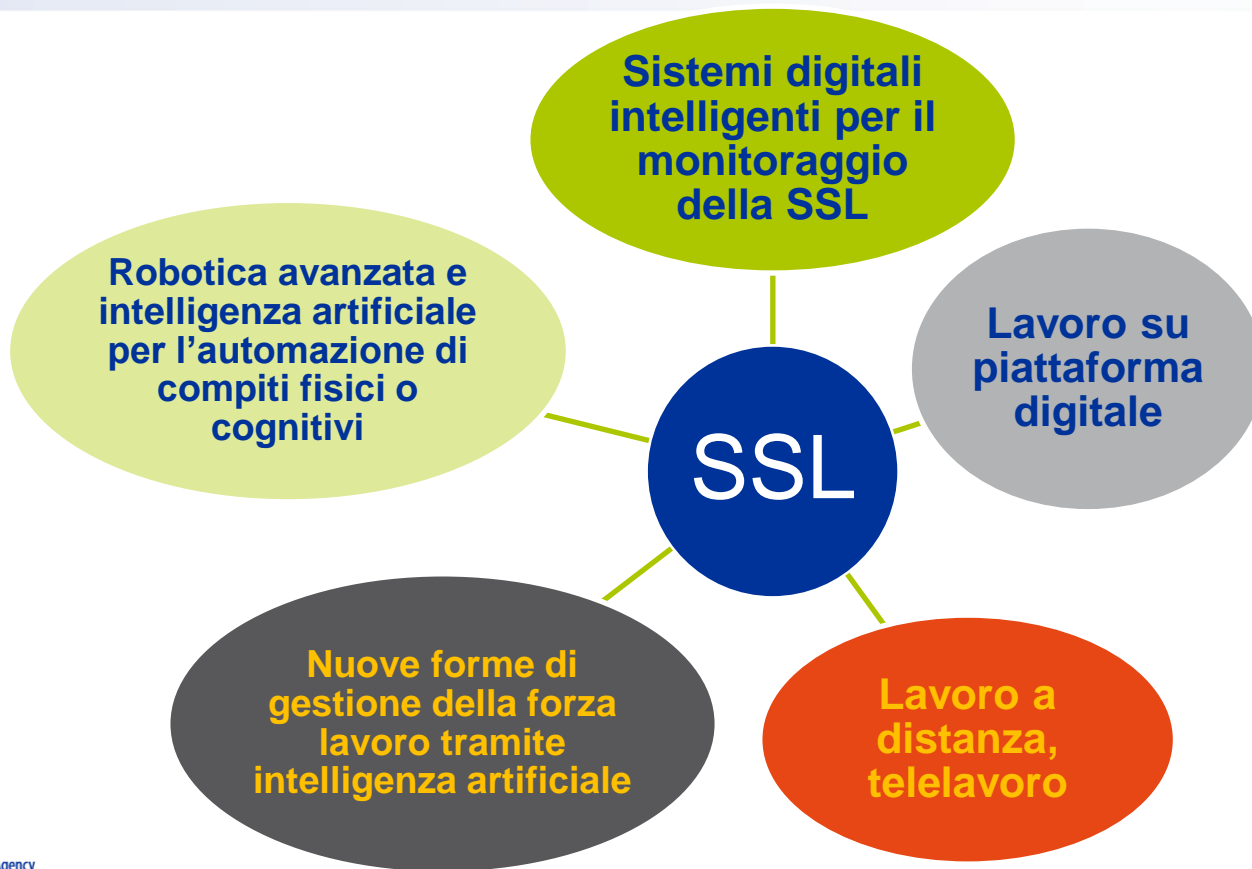 Sistemi digitali
intelligenti per il
monitoraggio
della SSL
Robotica avanzata e
intelligenza artificiale
per l’automazione di
compiti fisici o
cognitivi
Lavoro su
piattaforma
digitale
SSL
Nuove forme di
gestione della forza
lavoro tramite
intelligenza artificiale
Lavoro a
distanza,
telelavoro